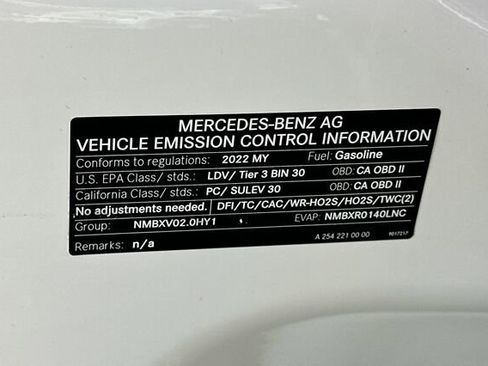 MERCEDES-BENZ AG
VEHICLE EMISSION CONTROL INFORMATION
Conforms to regulations: 2022 MY Fuel: Gasoline
U.S. EPA Class/ stds.: LDV/ Tier 3 BIN 30 OBD: CA OBD II
California Class/ stds.: PC/ SULEV 30 OBD: CA OBD II
No adjustments needed. DFI/TC/CAC/WR-HO2S/HO2S/TWC(2)
Group: NMBXV02.0HY1 EVAP: NMBXR0140LNC
Remarks: n/a A 254 221 00 00